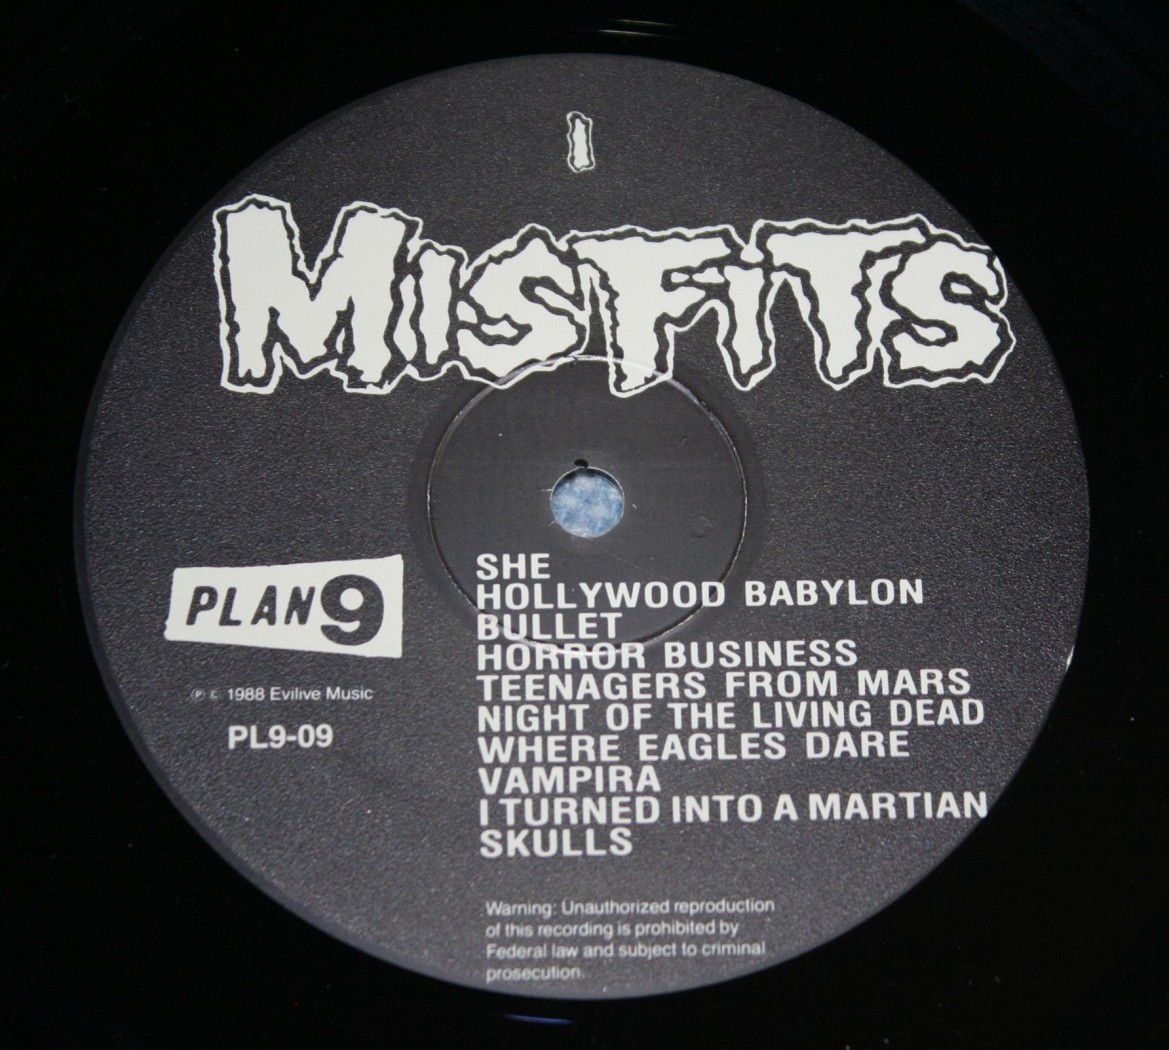 I
MISFITS
PLAN 9
℗ © 1988 Evilive Music
PL9-09
SHE
HOLLYWOOD BABYLON
BULLET
HORROR BUSINESS
TEENAGERS FROM MARS
NIGHT OF THE LIVING DEAD
WHERE EAGLES DARE
VAMPIRA
I TURNED INTO A MARTIAN
SKULLS
Warning: Unauthorized reproduction
of this recording is prohibited by
Federal law and subject to criminal
prosecution.